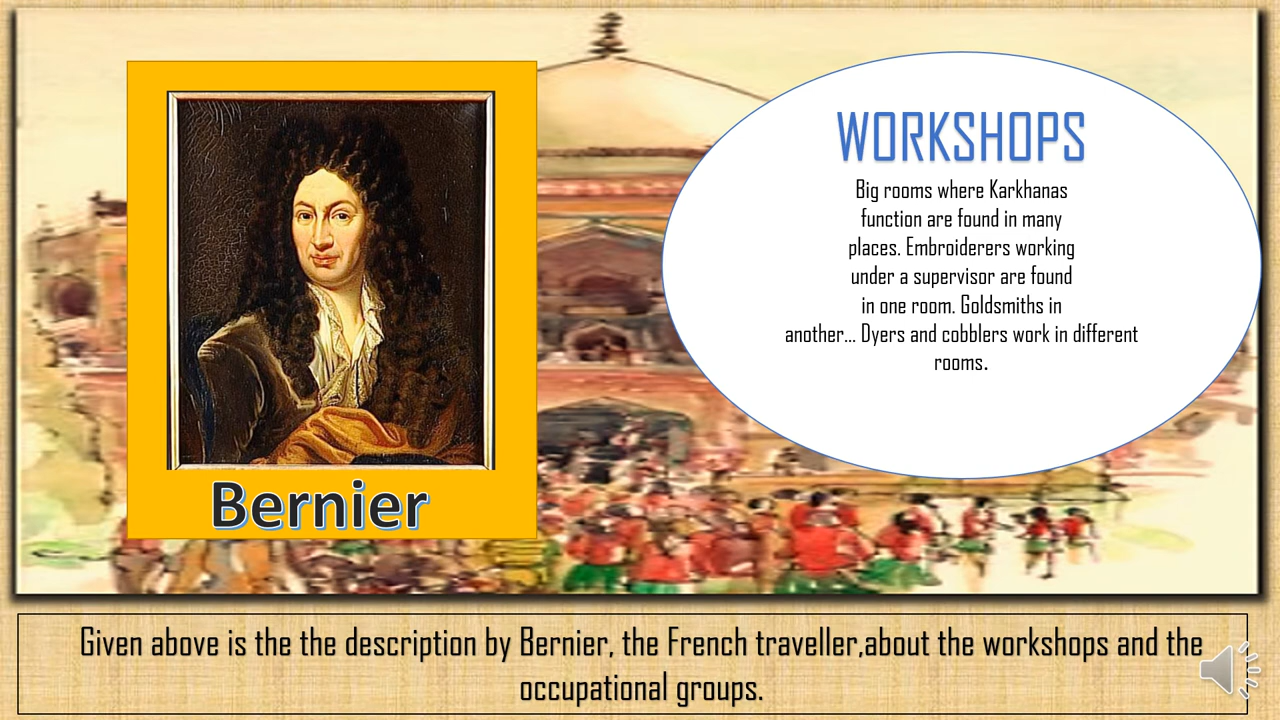 WORKSHOPS
Big rooms where Karkhanas
function are found in many
places. Embroiderers working
under a supervisor are found
in one room. Goldsmiths in
another... Dyers and cobblers work in different
rooms.
Bernier
Given above is the the description by Bernier, the French traveller,about the workshops and the
occupational groups.